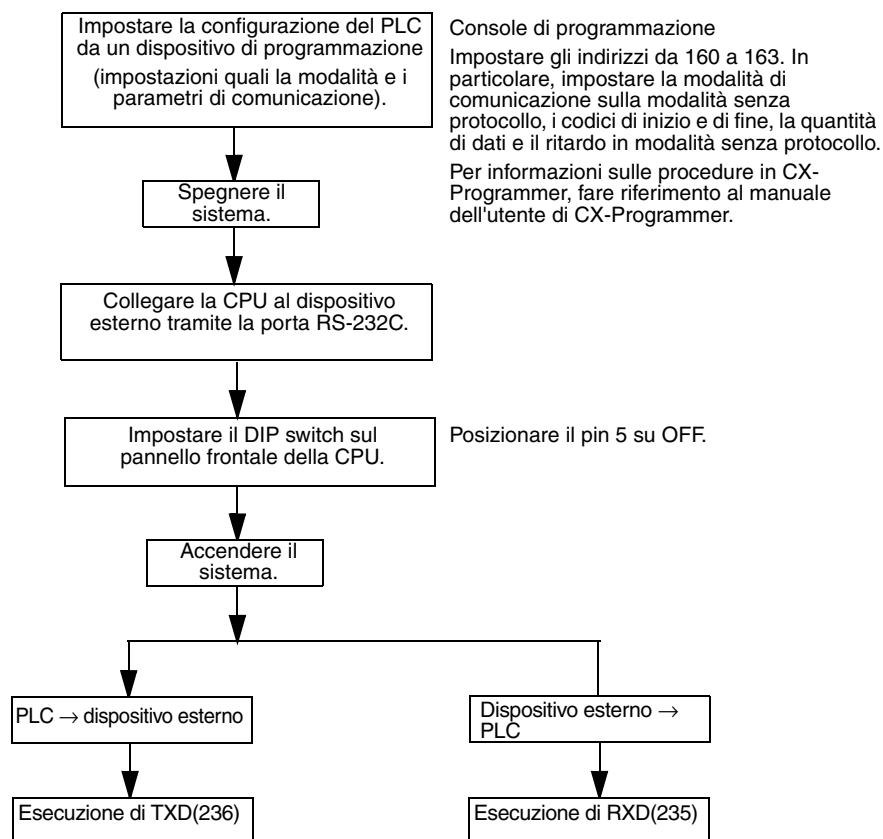 Impostare la configurazione del PLC
da un dispositivo di programmazione
(impostazioni quali la modalità e i
parametri di comunicazione).
Console di programmazione
Impostare gli indirizzi da 160 a 163. In
particolare, impostare la modalità di
comunicazione sulla modalità senza
protocollo, i codici di inizio e di fine, la quantità
di dati e il ritardo in modalità senza protocollo.
Per informazioni sulle procedure in CX-
Programmer, fare riferimento al manuale
dell'utente di CX-Programmer.
Spegnere il
sistema.
Collegare la CPU al dispositivo
esterno tramite la porta RS-232C.
Impostare il DIP switch sul
pannello frontale della CPU.
Posizionare il pin 5 su OFF.
Accendere il
sistema.
PLC → dispositivo esterno
Dispositivo esterno →
PLC
Esecuzione di TXD(236)
Esecuzione di RXD(235)